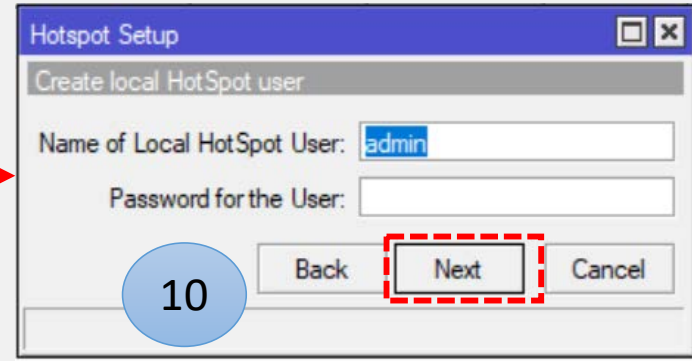 Hotspot Setup
Create local HotSpot user
Name of Local HotSpot User: admin
Password for the User:
Back Next Cancel
10